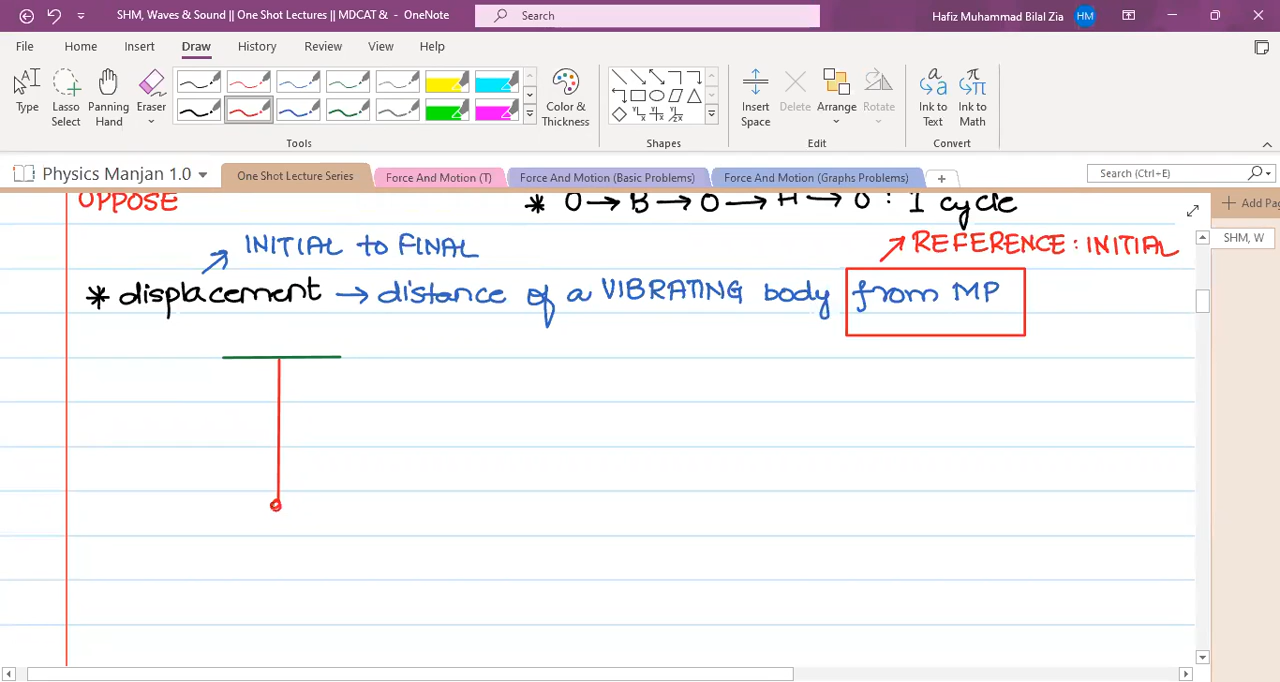 SHM, Waves & Sound || One Shot Lectures || MDCAT & - OneNote
Search
Hafiz Muhammad Bilal Zia
HM
File Home Insert Draw History Review View Help
Type
Lasso Select
Panning Hand
Eraser
Color & Thickness
Insert Space
Delete
Arrange
Rotate
Ink to Text
Ink to Math
Tools
Shapes
Edit
Convert
Physics Manjan 1.0
One Shot Lecture Series
Force And Motion (T)
Force And Motion (Basic Problems)
Force And Motion (Graphs Problems)
Search (Ctrl+E)
Add Pag
SHM, W
OPPOSE
* O → B → O → A → O : 1 cycle
INITIAL to FINAL
REFERENCE : INITIAL
* displacement → distance of a VIBRATING body from MP